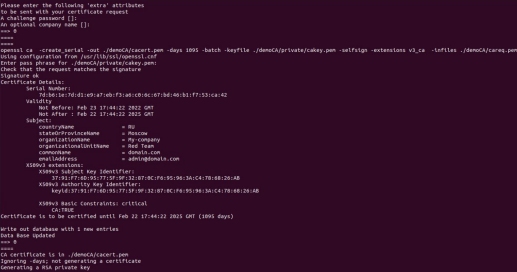 Please enter the following 'extra' attributes
to be sent with your certificate request
A challenge password []:
An optional company name []:
==> 0
====
====
openssl ca  -create_serial -out ./demoCA/cacert.pem -days 1095 -batch -keyfile ./demoCA/private/cakey.pem -selfsign -extensions v3_ca  -infiles ./demoCA/careq.pem
Using configuration from /usr/lib/ssl/openssl.cnf
Enter pass phrase for ./demoCA/private/cakey.pem:
Check that the request matches the signature
Signature ok
Certificate Details:
Serial Number:
7d:b6:1e:7d:d1:e9:a7:eb:f3:a6:c0:6c:67:bd:46:b1:f7:53:ca:42
Validity
Not Before: Feb 23 17:44:22 2022 GMT
Not After : Feb 22 17:44:22 2025 GMT
Subject:
countryName = RU
stateOrProvinceName = Moscow
organizationName = My-company
organizationalUnitName = Red Team
commonName = domain.com
emailAddress = admin@domain.com
X509v3 extensions:
X509v3 Subject Key Identifier:
37:91:F7:6D:95:77:5F:9F:32:87:0C:F6:95:96:3A:C4:78:68:26:AB
X509v3 Authority Key Identifier:
keyid:37:91:F7:6D:95:77:5F:9F:32:87:0C:F6:95:96:3A:C4:78:68:26:AB
X509v3 Basic Constraints: critical
CA:TRUE
Certificate is to be certified until Feb 22 17:44:22 2025 GMT (1095 days)
Write out database with 1 new entries
Data Base Updated
==> 0
====
CA certificate is in ./demoCA/cacert.pem
Ignoring -days; not generating a certificate
Generating a RSA private key